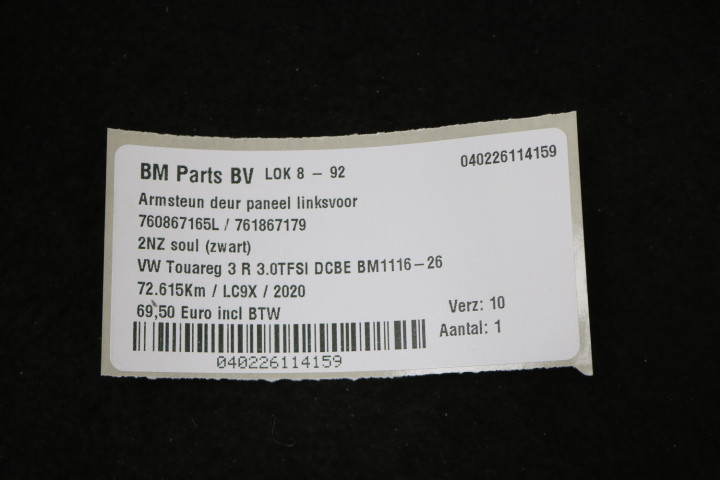 BM Parts BV LOK 8 - 92
040226114159
Armsteun deur paneel linksvoor
760867165L / 761867179
2NZ soul (zwart)
VW Touareg 3 R 3.0TFSI DCBE BM1116-26
72.615Km / LC9X / 2020
69,50 Euro incl BTW
Verz: 10
Aantal: 1
040226114159